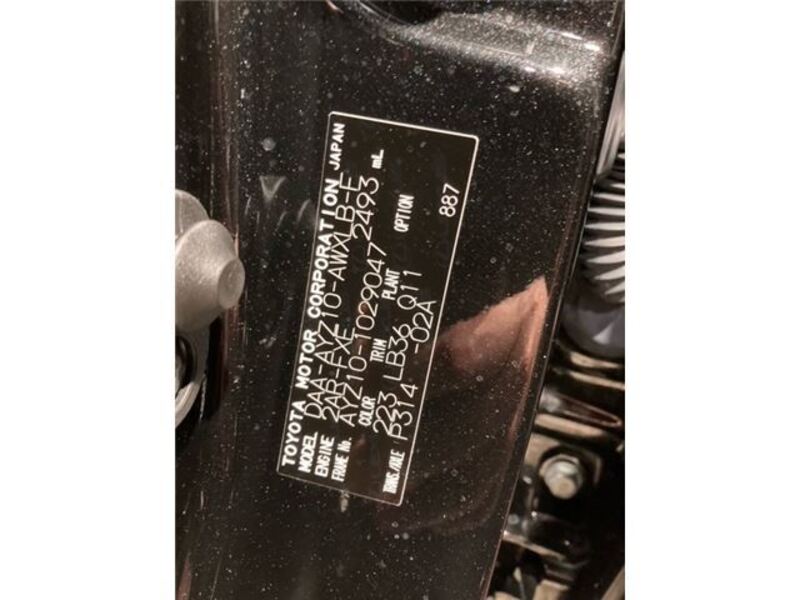 TOYOTA MOTOR CORPORATION JAPAN
MODEL DAA-AYZ10-AWXLB-E
ENGINE 2AR-FXE 2493 mL
FRAME No. AYZ10-1029047
COLOR TRIM PLANT OPTION
223 LB36 Q11
TRANS./AXLE P314 -02A 887